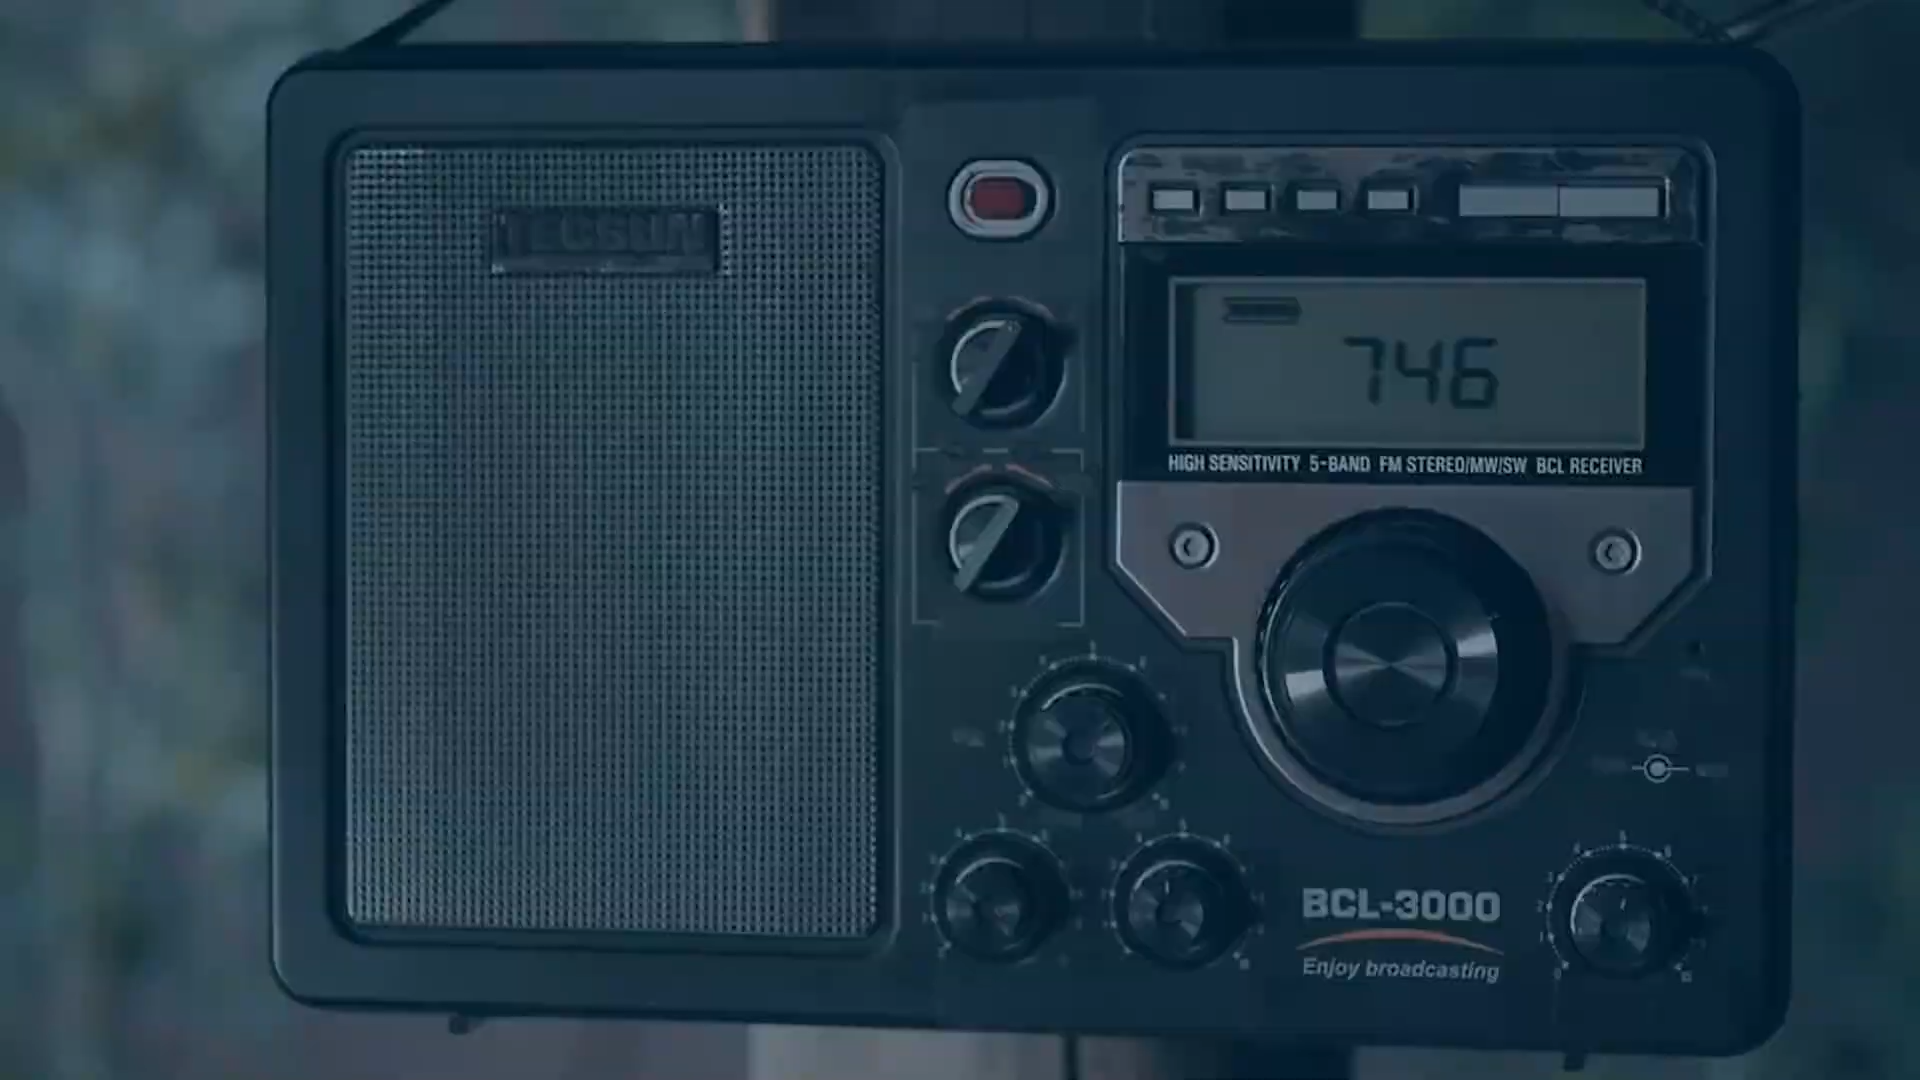 TECSUN
746
HIGH SENSITIVITY 5-BAND FM STEREO/MW/SW BCL RECEIVER
BCL-3000
Enjoy broadcasting